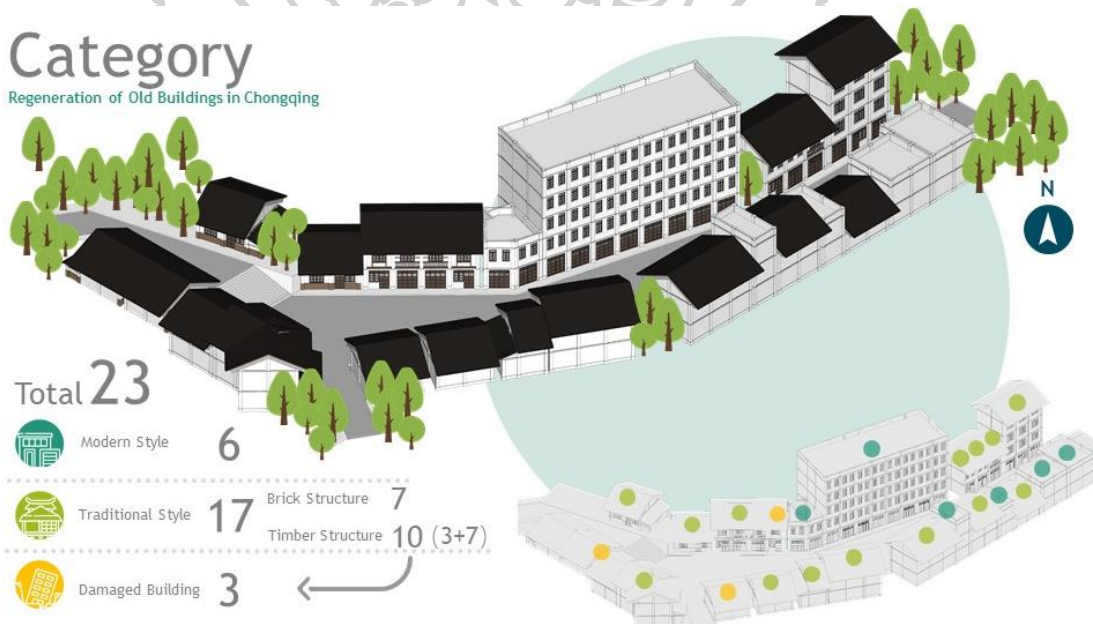 Category
Regeneration of Old Buildings in Chongqing
N
Total 23
Modern Style 6
Traditional Style 17
Brick Structure 7
Timber Structure 10 (3+7)
Damaged Building 3